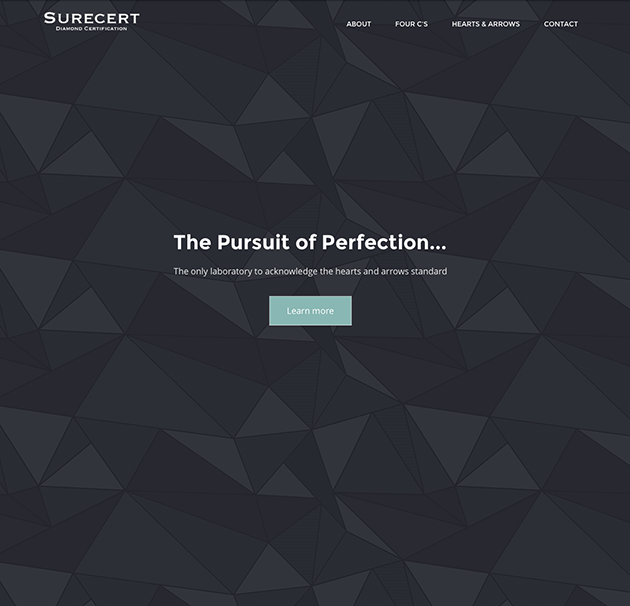 SURECERT
DIAMOND CERTIFICATION
ABOUT FOUR C'S HEARTS & ARROWS CONTACT
The Pursuit of Perfection...
The only laboratory to acknowledge the hearts and arrows standard
Learn more